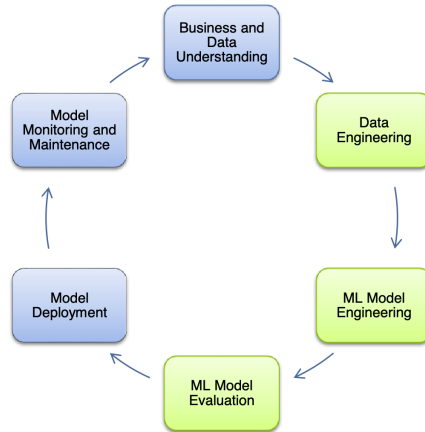 Business and
Data
Understanding
Data
Engineering
ML Model
Engineering
ML Model
Evaluation
Model
Deployment
Model
Monitoring and
Maintenance